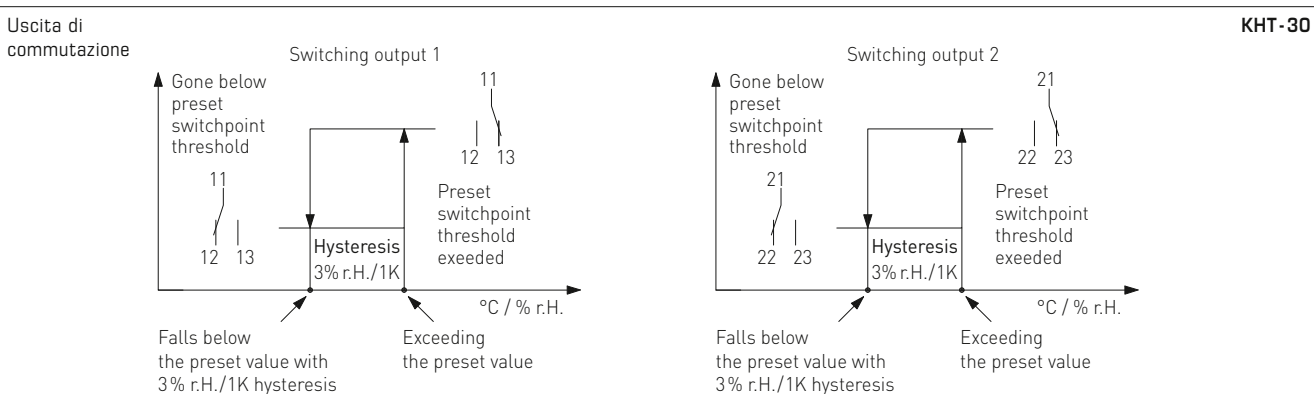 Uscita di
commutazione
KHT-30
Switching output 1
Gone below
preset
switchpoint
threshold
11
12 13
11
12 13
Preset
switchpoint
threshold
exeeded
Hysteresis
3% r.H./1K
°C / % r.H.
Falls below
the preset value with
3% r.H./1K hysteresis
Exceeding
the preset value
Switching output 2
Gone below
preset
switchpoint
threshold
21
22 23
21
22 23
Preset
switchpoint
threshold
exeeded
Hysteresis
3% r.H./1K
°C / % r.H.
Falls below
the preset value with
3% r.H./1K hysteresis
Exceeding
the preset value